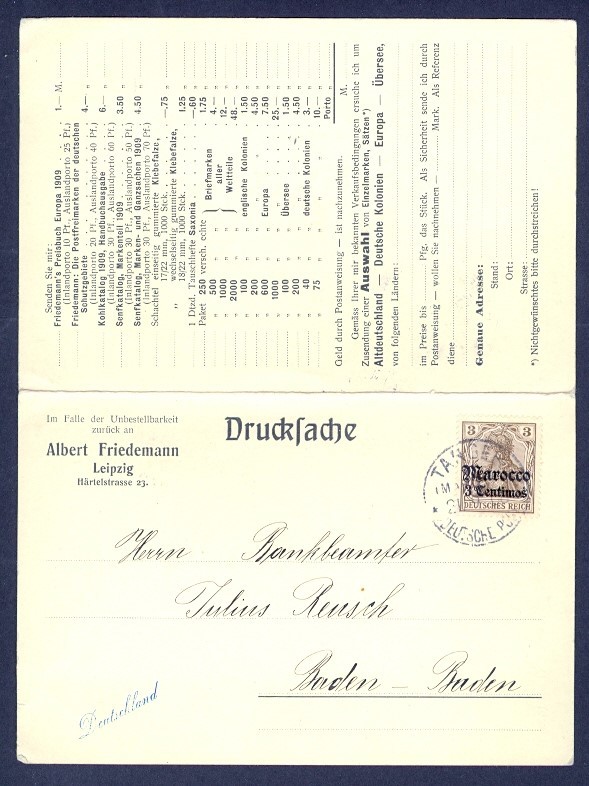 Senden Sie mir:
Friedemann's Preisbuch Europa 1909 1.— M.
(Inlandporto 10 Pf., Auslandporto 25 Pf.)
Friedemann: Die Postfreimarken der deutschen
Schutzgebiete . . . . 4.— "
(Inlandporto 20 Pf., Auslandporto 40 Pf.)
Kohlkatalog 1909, Handbuchausgabe 6.— "
(Inlandporto 30 Pf., Auslandporto 60 Pf.)
Senfkatalog, Markenteil 1909 . . 3.50 "
(Inlandporto 30 Pf., Auslandporto 50 Pf.)
Senfkatalog, Marken- und Ganzsachen 1909 4.50 "
(Inlandporto 30 Pf., Auslandporto 70 Pf.)
Schachtel einseitig gummierte Klebefalze,
17/22 mm, 1000 Stck. —.75 "
" wechselseitig gummierte Klebefalze,
18/22 mm, 1000 Stck. 1.25 "
1 Dtzd. Tauschhefte Saxonia . . . —.60 "
Paket 250 versch. echte 1.75 "
" 500 " " Briefmarken 4.— "
" 1000 " " aller 12.— "
" 2000 " " Weltteile 48.— "
" 100 " " englische Kolonien 1.50 "
" 200 " " " 4.50 "
" 600 " " Europa 7.50 "
" 1000 " " " 25.— "
" 100 " " Übersee 1.50 "
" 200 " " " 4.50 "
" 40 " " deutsche Kolonien 3.— "
" 75 " " " 10.— "
Porto "
M.
Geld durch Postanweisung — ist nachzunehmen.
Gemäss Ihrer mir bekannten Verkaufsbedingungen ersuche ich um
Zusendung einer Auswahl von Einzelmarken, Sätzen*)
Altdeutschland — Deutsche Kolonien — Europa — Übersee,
von folgenden Ländern:
im Preise bis Pfg. das Stück. Als Sicherheit sende ich durch
Postanweisung — wollen Sie nachnehmen — Mark. Als Referenz
diene
Genaue Adresse:
Stand:
Ort:
Strasse:
*) Nichtgewünschtes bitte durchstreichen!
Im Falle der Unbestellbarkeit
zurück an
Albert Friedemann
Leipzig
Härtelstrasse 23.
Drucksache
3 3
Marocco
3 Centimos
DEUTSCHES REICH
DEUTSCHE
Herrn Bankbeamter
Julius Reusch
Baden – Baden
Deutschland